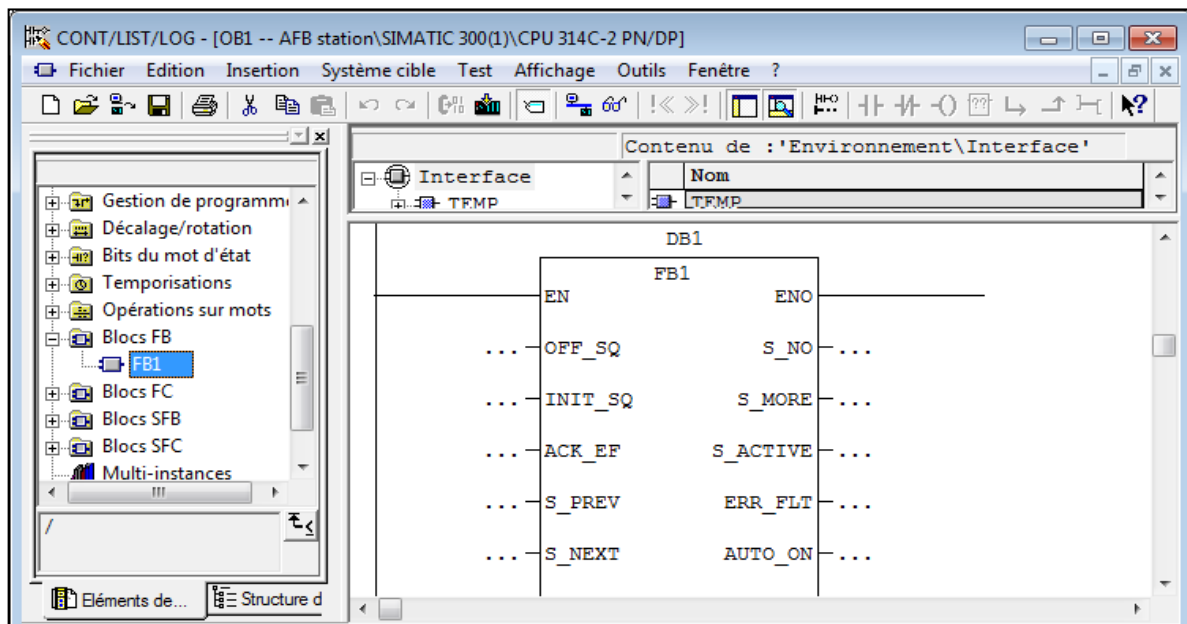 CONT/LIST/LOG - [OB1 -- AFB station\SIMATIC 300(1)\CPU 314C-2 PN/DP]
Fichier Edition Insertion Système cible Test Affichage Outils Fenêtre ?
Contenu de :'Environnement\Interface'
Interface
TEMP
Nom
TEMP
Gestion de programme
Décalage/rotation
Bits du mot d'état
Temporisations
Opérations sur mots
Blocs FB
FB1
Blocs FC
Blocs SFB
Blocs SFC
Multi-instances
/
Eléments de...
Structure d
DB1
FB1
EN ENO
... OFF_SQ S_NO ...
... INIT_SQ S_MORE ...
... ACK_EF S_ACTIVE ...
... S_PREV ERR_FLT ...
... S_NEXT AUTO_ON ...